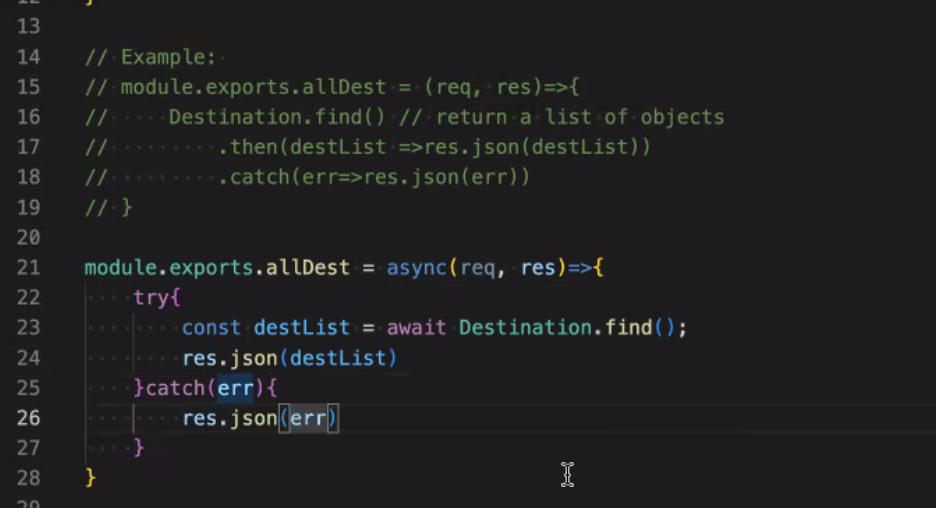 12 }
13
14 // Example:
15 // module.exports.allDest = (req, res)=>{
16 //     Destination.find() // return a list of objects
17 //         .then(destList =>res.json(destList))
18 //         .catch(err=>res.json(err))
19 // }
20
21 module.exports.allDest = async(req, res)=>{
22     try{
23         const destList = await Destination.find();
24         res.json(destList)
25     }catch(err){
26         res.json(err)
27     }
28 }
29